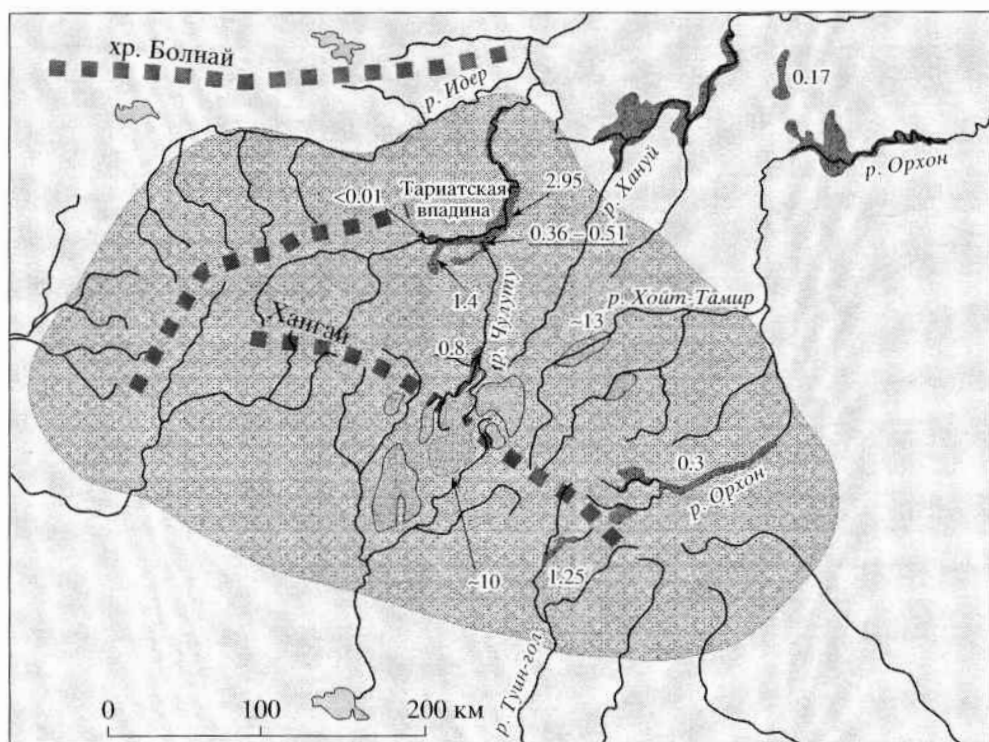 хр. Болнай
р. Идер
0.17
р. Хануй
р. Орхон
Тариатская
впадина
<0.01
2.95
0.36 – 0.51
1.4
р. Чулуту
р. Хойт-Тамир
~13
Хангай
0.8
0.3
р. Орхон
~10
1.25
р. Туин-гол
0 100 200 км